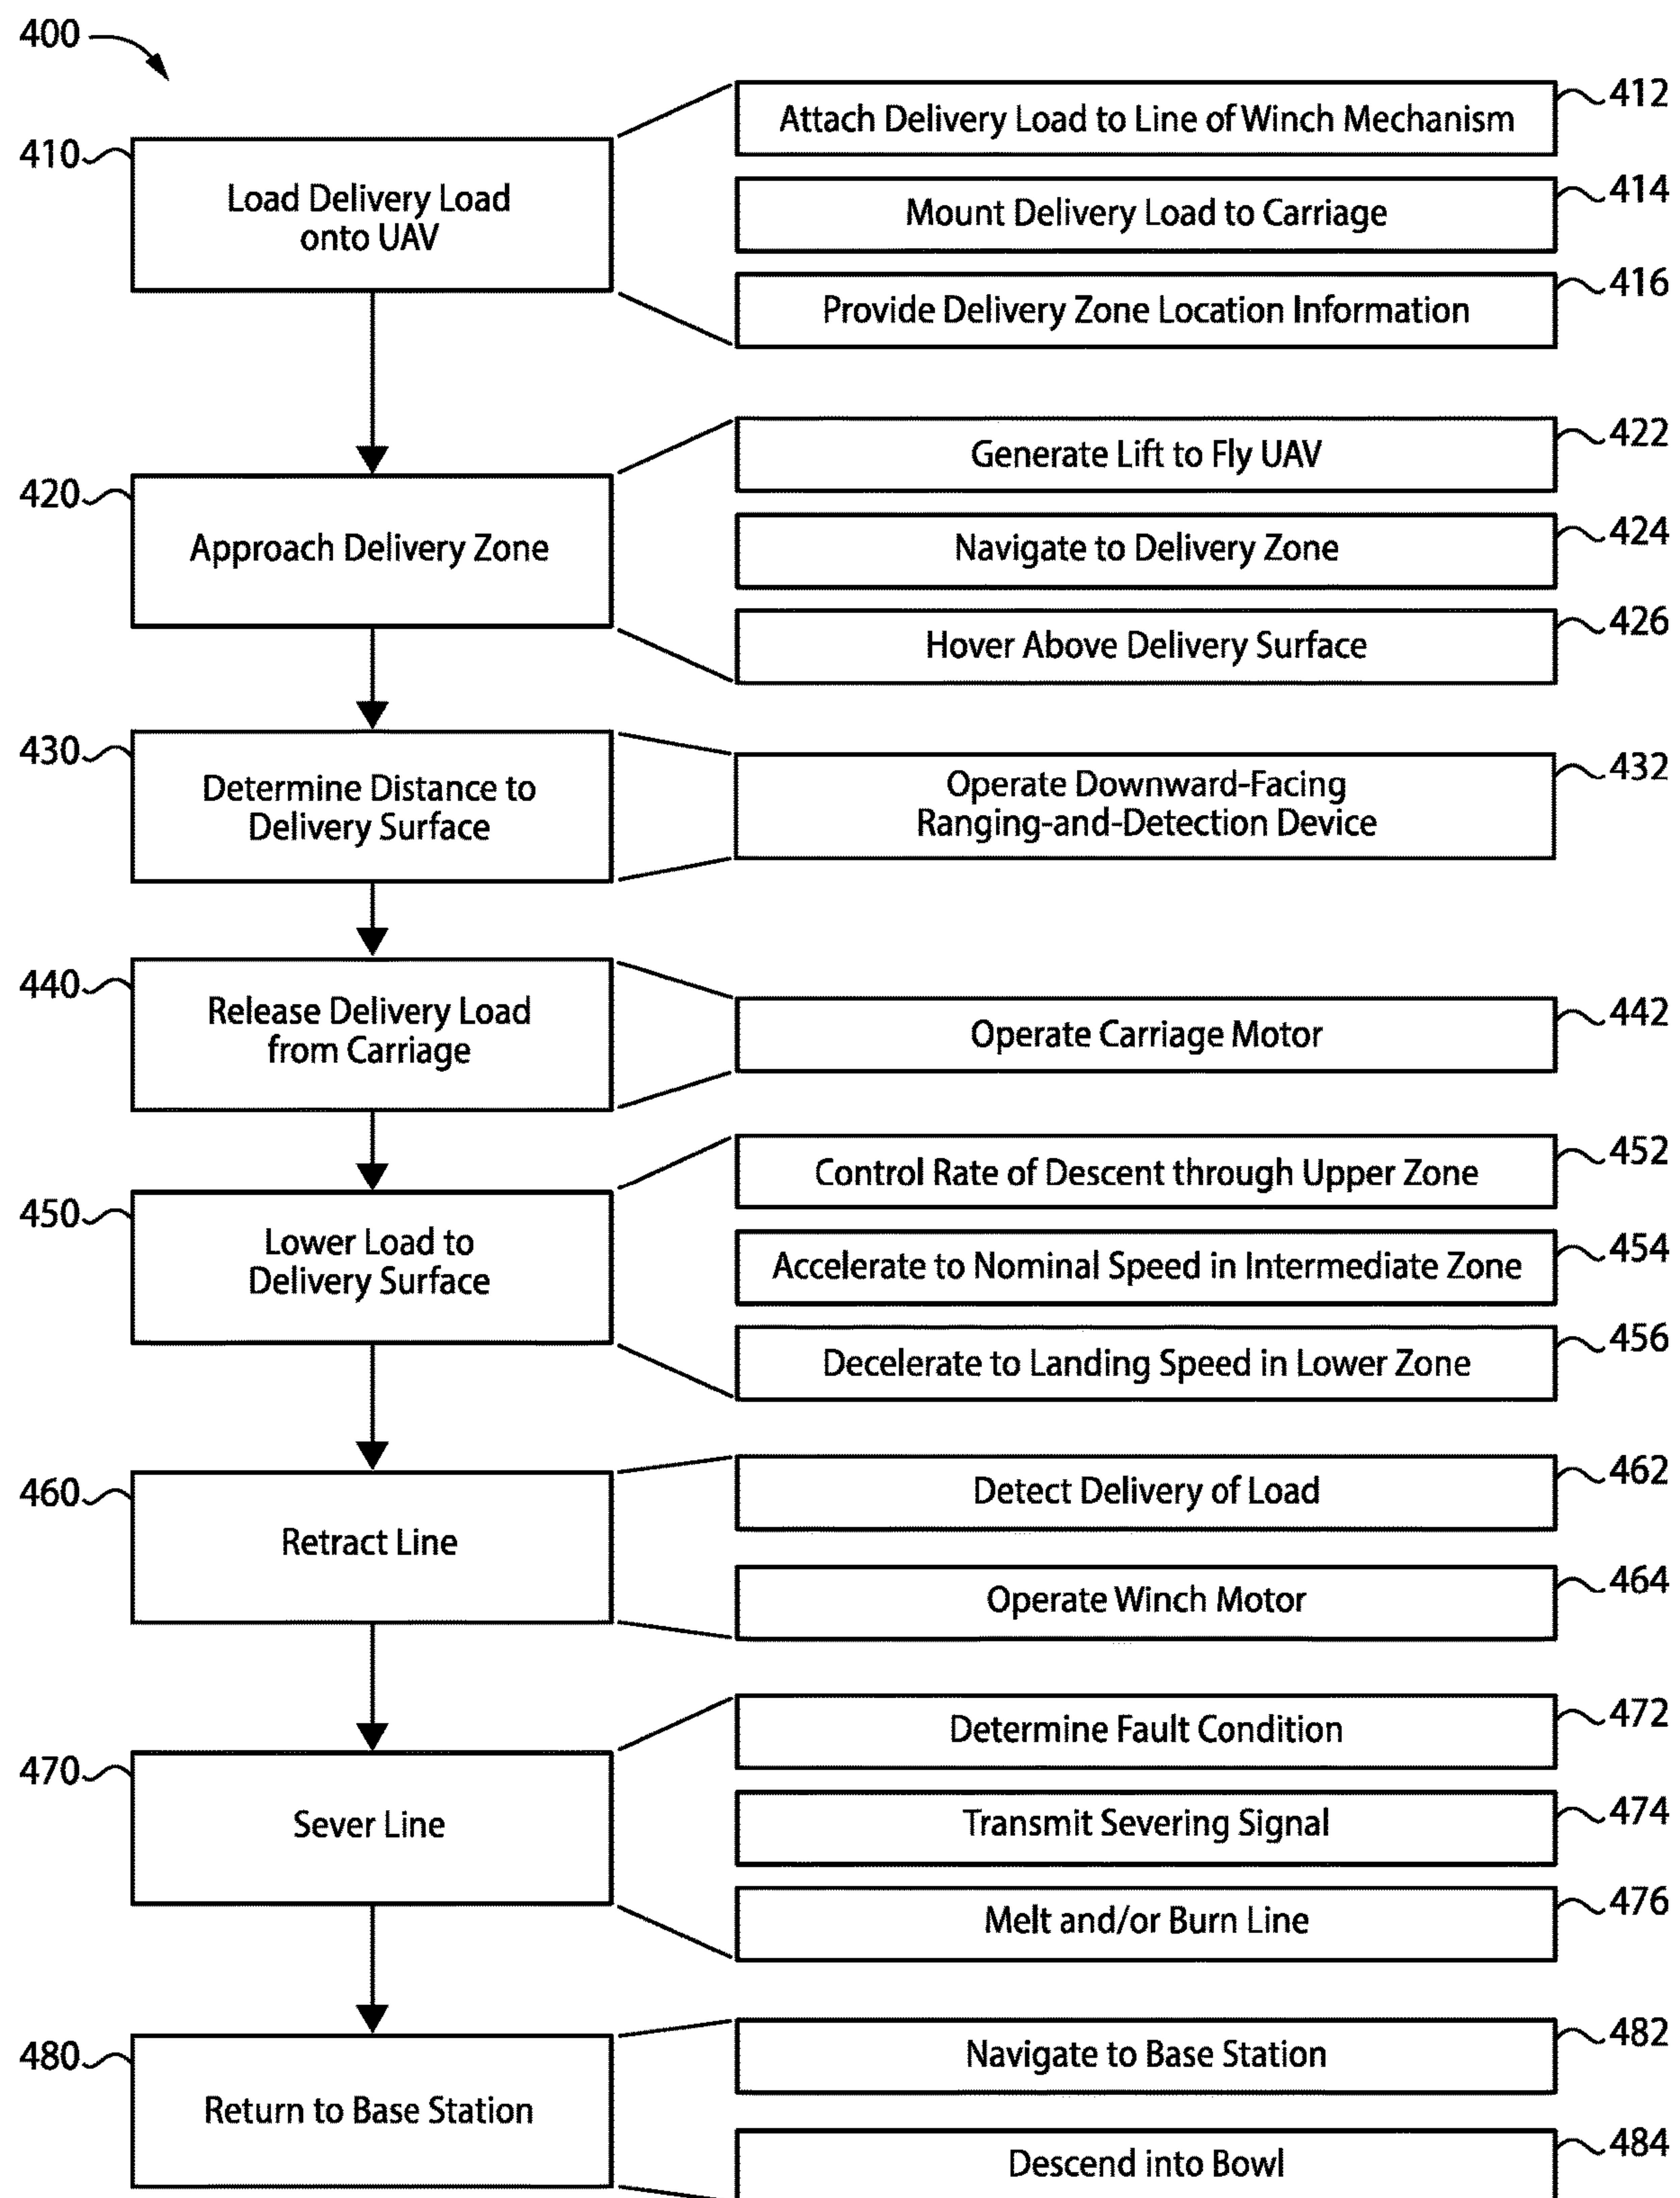 400
410
Load Delivery Load
onto UAV
Attach Delivery Load to Line of Winch Mechanism
412
Mount Delivery Load to Carriage
414
Provide Delivery Zone Location Information
416
420
Approach Delivery Zone
Generate Lift to Fly UAV
422
Navigate to Delivery Zone
424
Hover Above Delivery Surface
426
430
Determine Distance to
Delivery Surface
Operate Downward-Facing
Ranging-and-Detection Device
432
440
Release Delivery Load
from Carriage
Operate Carriage Motor
442
450
Lower Load to
Delivery Surface
Control Rate of Descent through Upper Zone
452
Accelerate to Nominal Speed in Intermediate Zone
454
Decelerate to Landing Speed in Lower Zone
456
460
Retract Line
Detect Delivery of Load
462
Operate Winch Motor
464
470
Sever Line
Determine Fault Condition
472
Transmit Severing Signal
474
Melt and/or Burn Line
476
480
Return to Base Station
Navigate to Base Station
482
Descend into Bowl
484